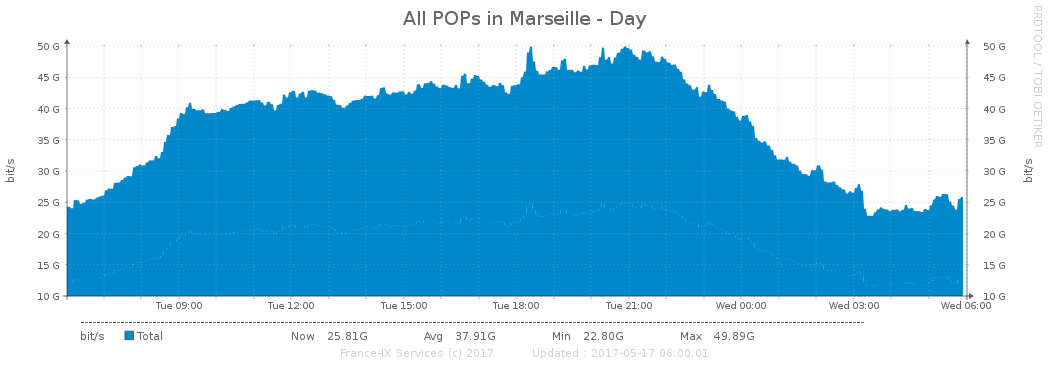 All POPs in Marseille - Day
RRDTOOL / TOBI OETIKER
bit/s
50 G
45 G
40 G
35 G
30 G
25 G
20 G
15 G
10 G
50 G
45 G
40 G
35 G
30 G
25 G
20 G
15 G
10 G
bit/s
Tue 09:00 Tue 12:00 Tue 15:00 Tue 18:00 Tue 21:00 Wed 00:00 Wed 03:00 Wed 06:00
bit/s Total Now 25.81G Avg 37.91G Min 22.80G Max 49.89G
France-IX Services (c) 2017 Updated : 2017-05-17 06:00:01